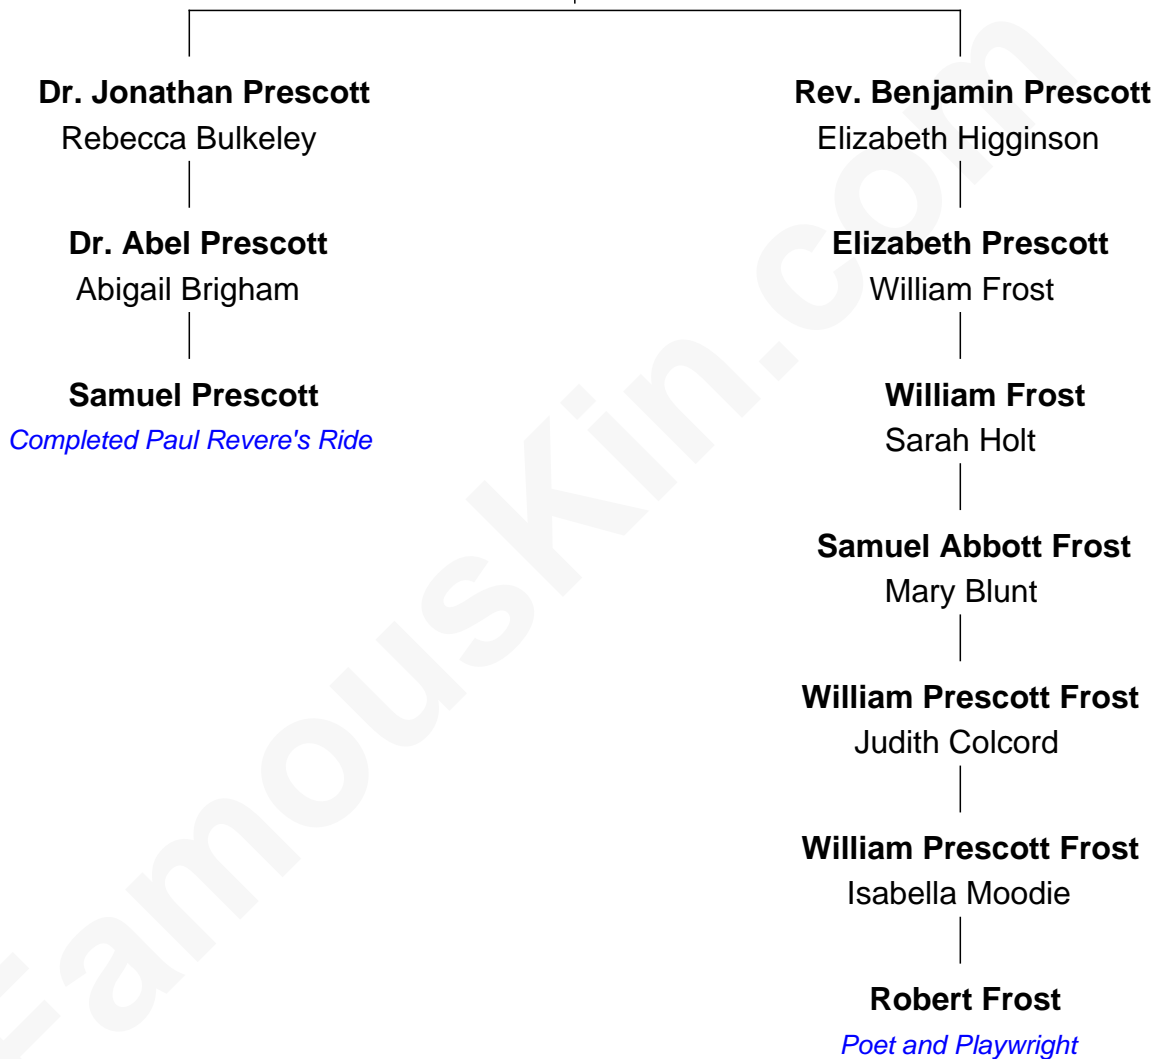 Dr. Jonathan Prescott
Rebecca Bulkeley
Dr. Abel Prescott
Abigail Brigham
Samuel Prescott
Completed Paul Revere's Ride
Rev. Benjamin Prescott
Elizabeth Higginson
Elizabeth Prescott
William Frost
William Frost
Sarah Holt
Samuel Abbott Frost
Mary Blunt
William Prescott Frost
Judith Colcord
William Prescott Frost
Isabella Moodie
Robert Frost
Poet and Playwright
FamousKin.com